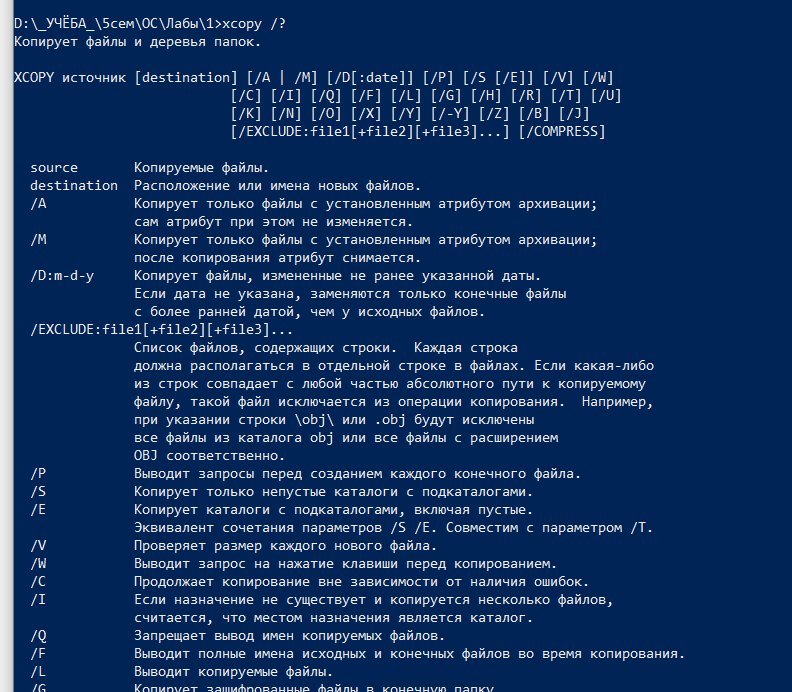 D:\_УЧЁБА_\5сем\ОС\Лабы\1>xcopy /?
Копирует файлы и деревья папок.
XCOPY источник [destination] [/A | /M] [/D[:date]] [/P] [/S [/E]] [/V] [/W]
[/C] [/I] [/Q] [/F] [/L] [/G] [/H] [/R] [/T] [/U]
[/K] [/N] [/O] [/X] [/Y] [/-Y] [/Z] [/B] [/J]
[/EXCLUDE:file1[+file2][+file3]...] [/COMPRESS]
source Копируемые файлы.
destination Расположение или имена новых файлов.
/A Копирует только файлы с установленным атрибутом архивации;
сам атрибут при этом не изменяется.
/M Копирует только файлы с установленным атрибутом архивации;
после копирования атрибут снимается.
/D:m-d-y Копирует файлы, измененные не ранее указанной даты.
Если дата не указана, заменяются только конечные файлы
с более ранней датой, чем у исходных файлов.
/EXCLUDE:file1[+file2][+file3]...
Список файлов, содержащих строки. Каждая строка
должна располагаться в отдельной строке в файлах. Если какая-либо
из строк совпадает с любой частью абсолютного пути к копируемому
файлу, такой файл исключается из операции копирования. Например,
при указании строки \obj\ или .obj будут исключены
все файлы из каталога obj или все файлы с расширением
OBJ соответственно.
/P Выводит запросы перед созданием каждого конечного файла.
/S Копирует только непустые каталоги с подкаталогами.
/E Копирует каталоги с подкаталогами, включая пустые.
Эквивалент сочетания параметров /S /E. Совместим с параметром /T.
/V Проверяет размер каждого нового файла.
/W Выводит запрос на нажатие клавиши перед копированием.
/C Продолжает копирование вне зависимости от наличия ошибок.
/I Если назначение не существует и копируется несколько файлов,
считается, что местом назначения является каталог.
/Q Запрещает вывод имен копируемых файлов.
/F Выводит полные имена исходных и конечных файлов во время копирования.
/L Выводит копируемые файлы.
/G Копирует зашифрованные файлы в конечную папку